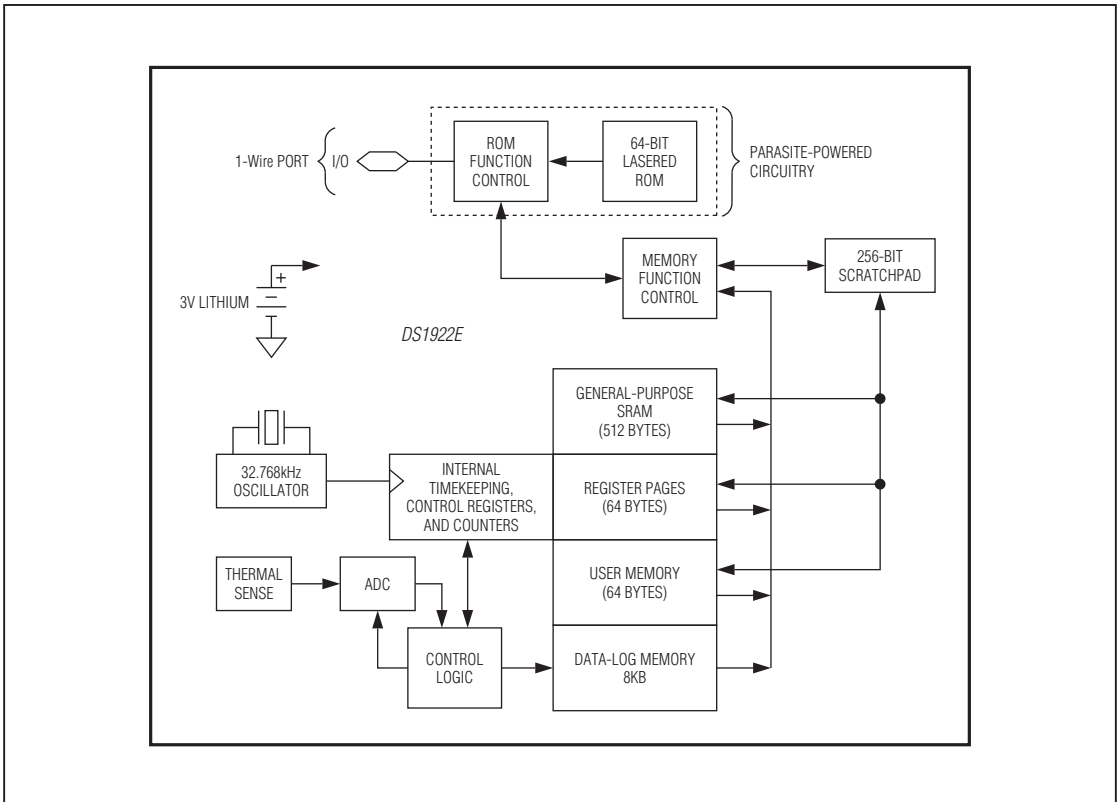 1-Wire PORT
I/O
ROM
FUNCTION
CONTROL
64-BIT
LASERED
ROM
PARASITE-POWERED
CIRCUITRY
MEMORY
FUNCTION
CONTROL
256-BIT
SCRATCHPAD
3V LITHIUM
+
DS1922E
GENERAL-PURPOSE
SRAM
(512 BYTES)
32.768kHz
OSCILLATOR
INTERNAL
TIMEKEEPING,
CONTROL REGISTERS,
AND COUNTERS
REGISTER PAGES
(64 BYTES)
THERMAL
SENSE
ADC
USER MEMORY
(64 BYTES)
CONTROL
LOGIC
DATA-LOG MEMORY
8KB